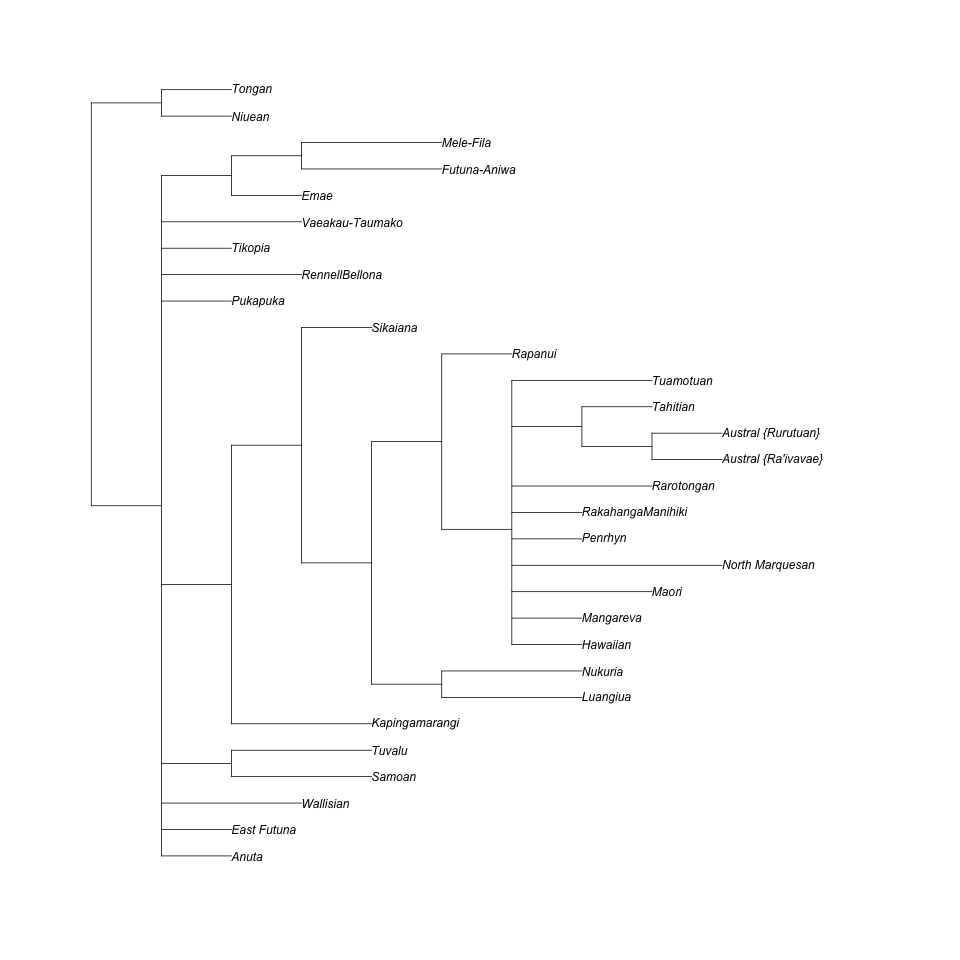 Tongan
Niuean
Mele-Fila
Futuna-Aniwa
Emae
Vaeakau-Taumako
Tikopia
RennellBellona
Pukapuka
Sikaiana
Rapanui
Tuamotuan
Tahitian
Austral {Rurutuan}
Austral {Ra'ivavae}
Rarotongan
RakahangaManihiki
Penrhyn
North Marquesan
Maori
Mangareva
Hawaiian
Nukuria
Luangiua
Kapingamarangi
Tuvalu
Samoan
Wallisian
East Futuna
Anuta